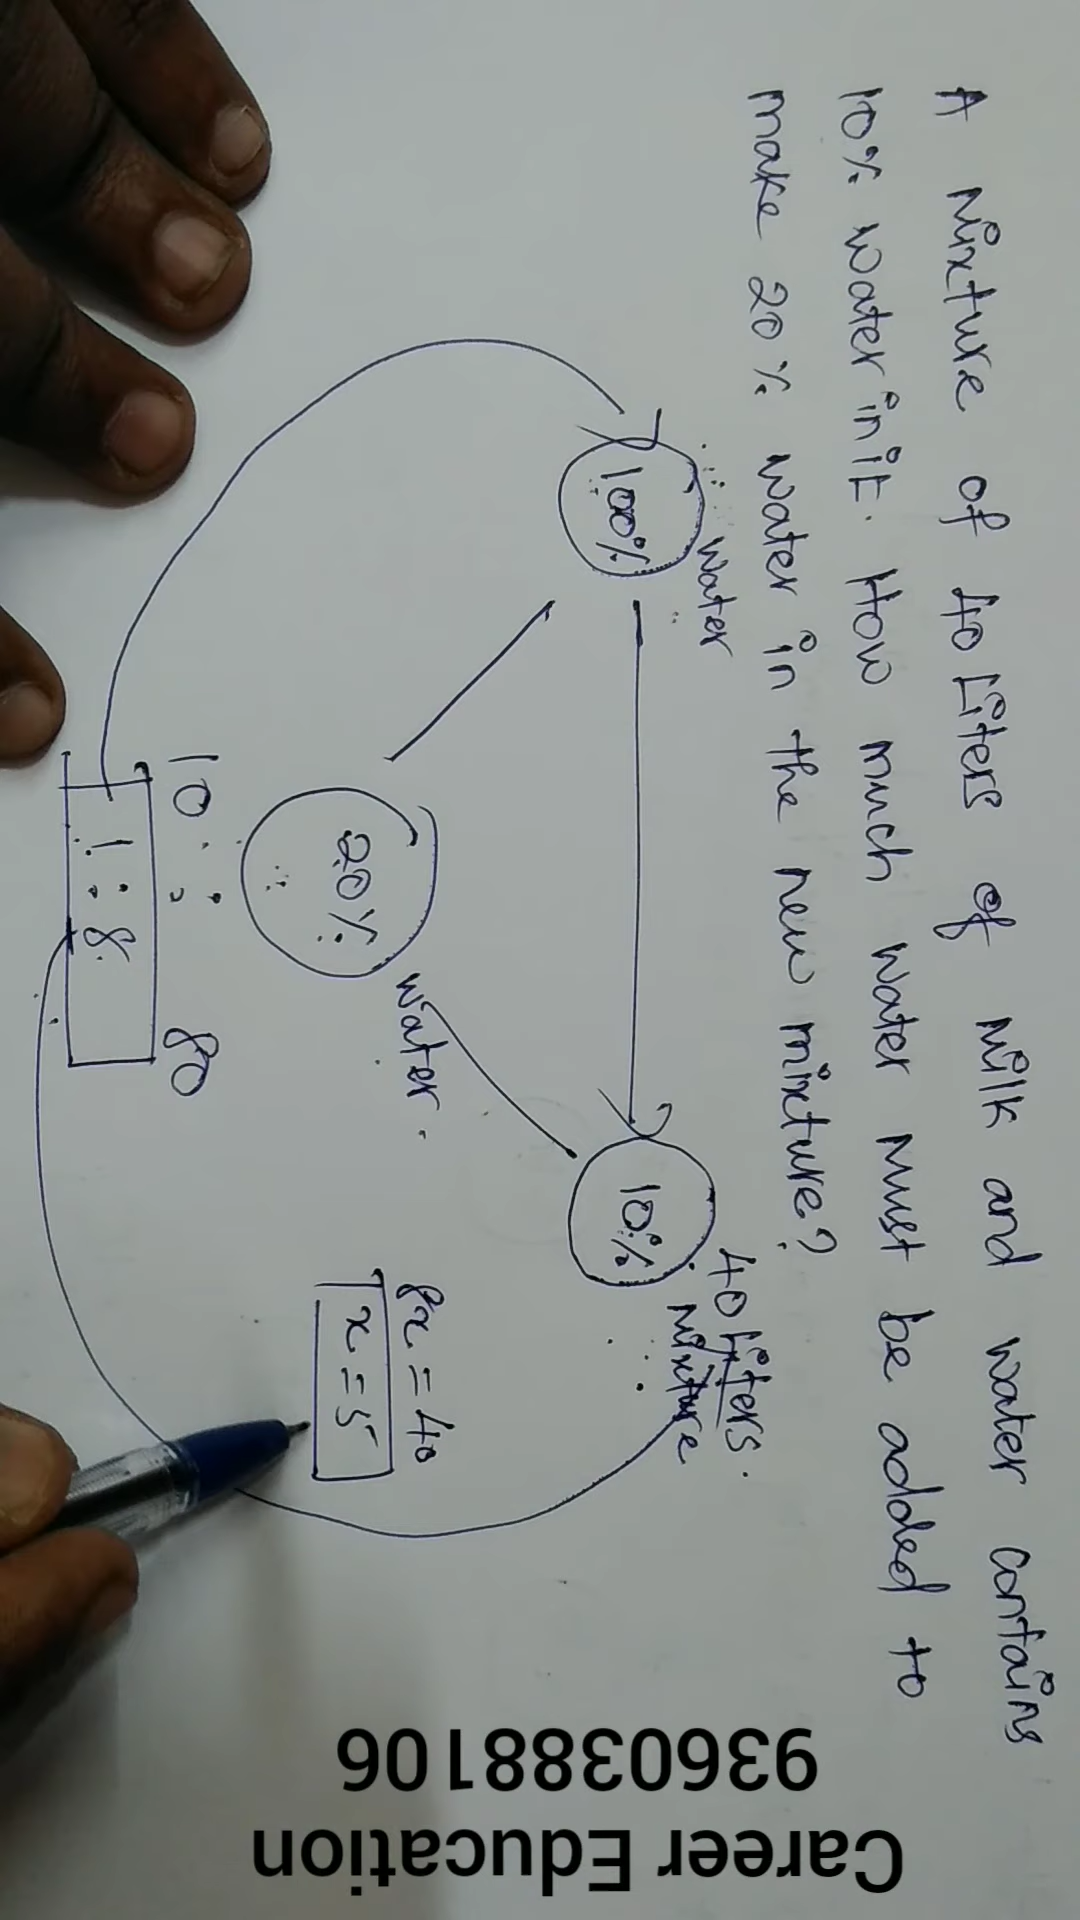 A Mixture of 40 Liters of Milk and water contains
10% water in it. How much water must be added to
make 20% water in the new mixture?
water
100%
10%
40 Liters.
Mixture
20%
water.
10 : 80
1 : 8
8x = 40
x = 5
Career Education
9360388106